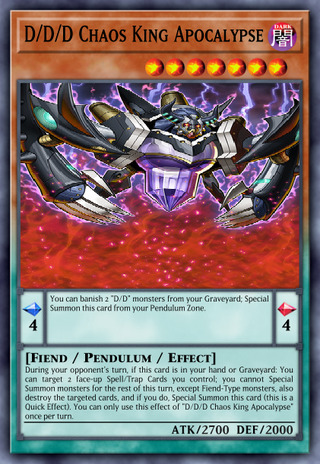 D/D/D Chaos King Apocalypse
DARK
闇
You can banish 2 "D/D" monsters from your Graveyard; Special
Summon this card from your Pendulum Zone.
4
4
[Fiend / Pendulum / Effect]
During your opponent's turn, if this card is in your hand or Graveyard: You
can target 2 face-up Spell/Trap Cards you control; you cannot Special
Summon monsters for the rest of this turn, except Fiend-Type monsters, also
destroy the targeted cards, and if you do, Special Summon this card (this is
a Quick Effect). You can only use this effect of "D/D/D Chaos King Apocalypse"
once per turn.
ATK/2700 DEF/2000